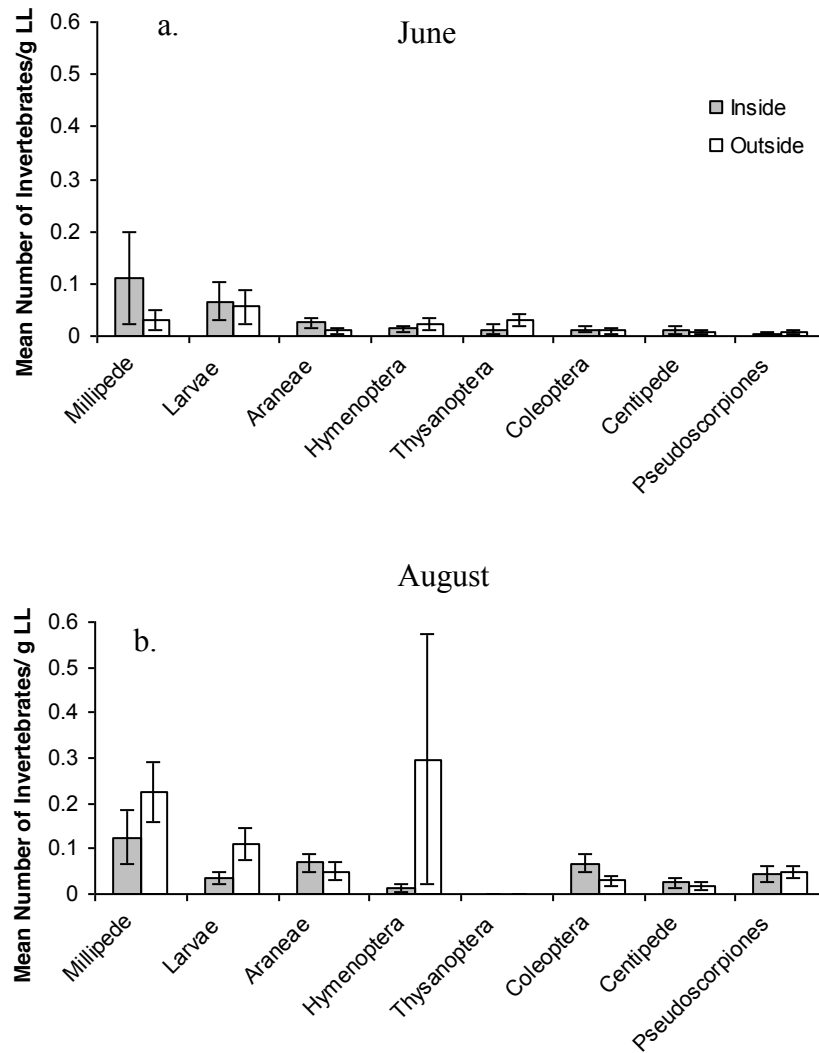 a.
June
Mean Number of Invertebrates/g LL
0.6
0.5
0.4
0.3
0.2
0.1
0
Inside
Outside
Millipede
Larvae
Araneae
Hymenoptera
Thysanoptera
Coleoptera
Centipede
Pseudoscorpiones
August
b.
Mean Number of Invertebrates/ g LL
0.6
0.5
0.4
0.3
0.2
0.1
0
Millipede
Larvae
Araneae
Hymenoptera
Thysanoptera
Coleoptera
Centipede
Pseudoscorpiones